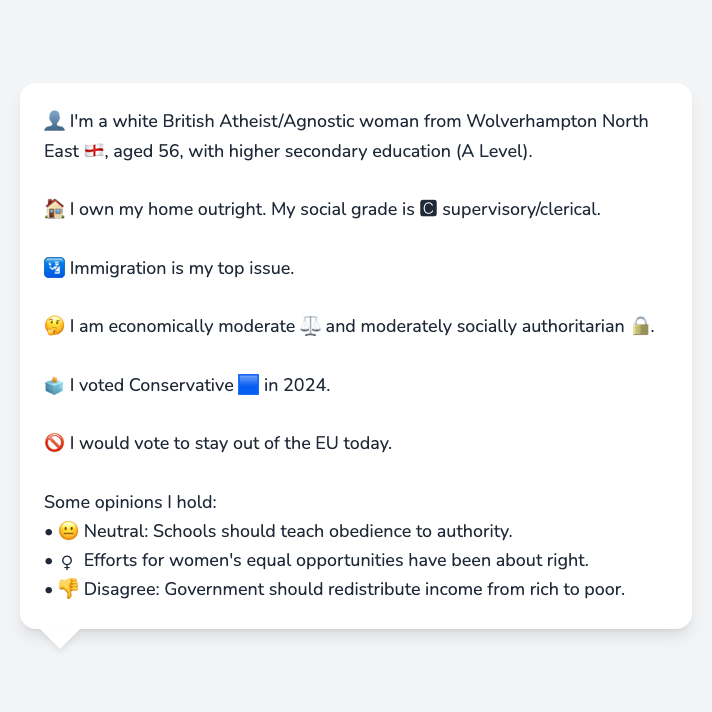 👤 I'm a white British Atheist/Agnostic woman from Wolverhampton North
East 🏴󠁧󠁢󠁥󠁮󠁧󠁿, aged 56, with higher secondary education (A Level).
🏠 I own my home outright. My social grade is 🅲 supervisory/clerical.
🛂 Immigration is my top issue.
🤔 I am economically moderate ⚖️ and moderately socially authoritarian 🔒.
🗳️ I voted Conservative 🟦 in 2024.
🚫 I would vote to stay out of the EU today.
Some opinions I hold:
• 😐 Neutral: Schools should teach obedience to authority.
• ♀ Efforts for women's equal opportunities have been about right.
• 👎 Disagree: Government should redistribute income from rich to poor.